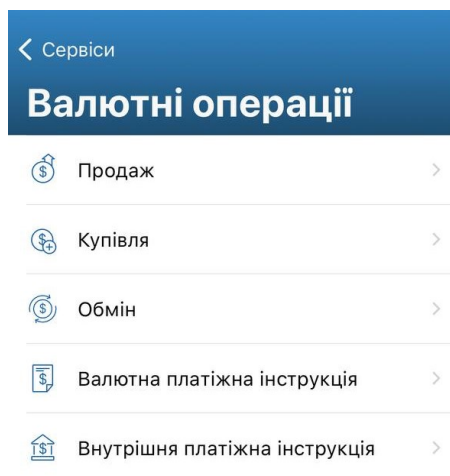 Сервіси
Валютні операції
Продаж
Купівля
Обмін
Валютна платіжна інструкція
Внутрішня платіжна інструкція